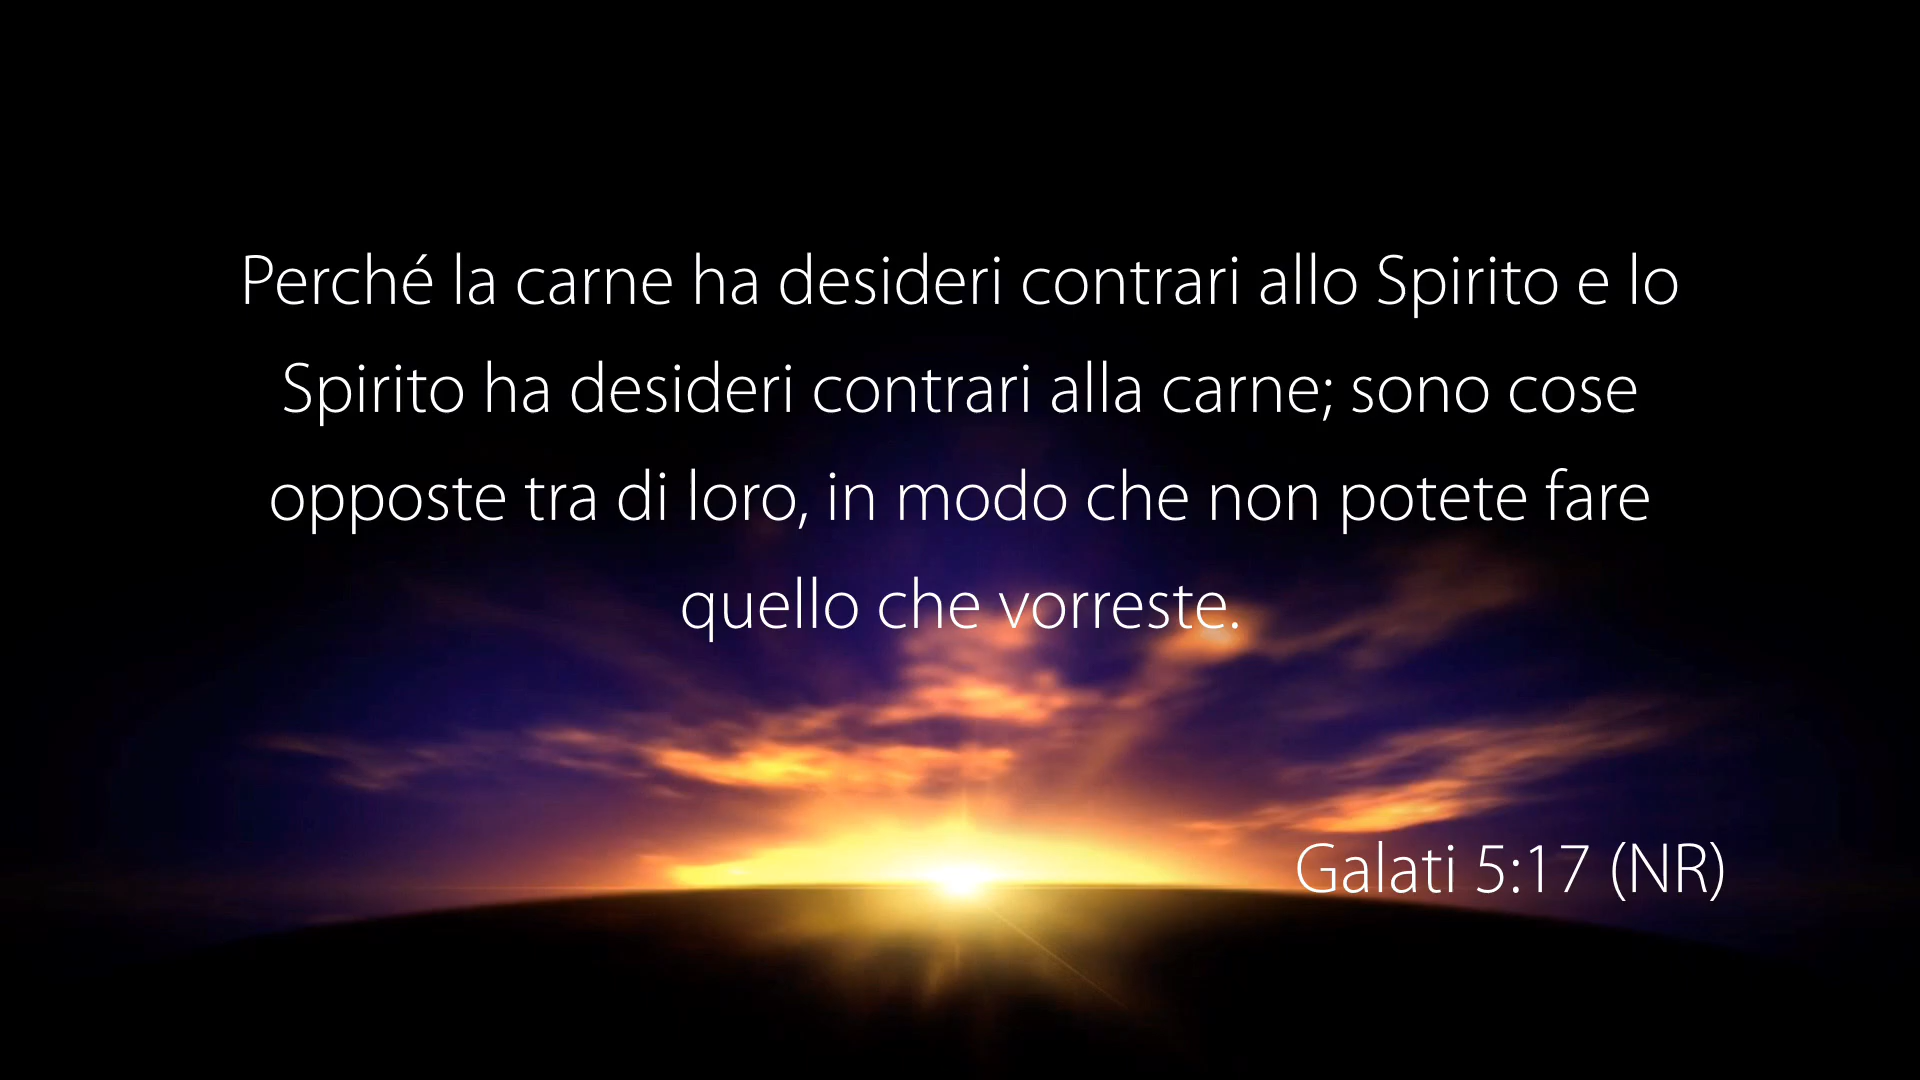 Perché la carne ha desideri contrari allo Spirito e lo
Spirito ha desideri contrari alla carne; sono cose
opposte tra di loro, in modo che non potete fare
quello che vorreste.
Galati 5:17 (NR)